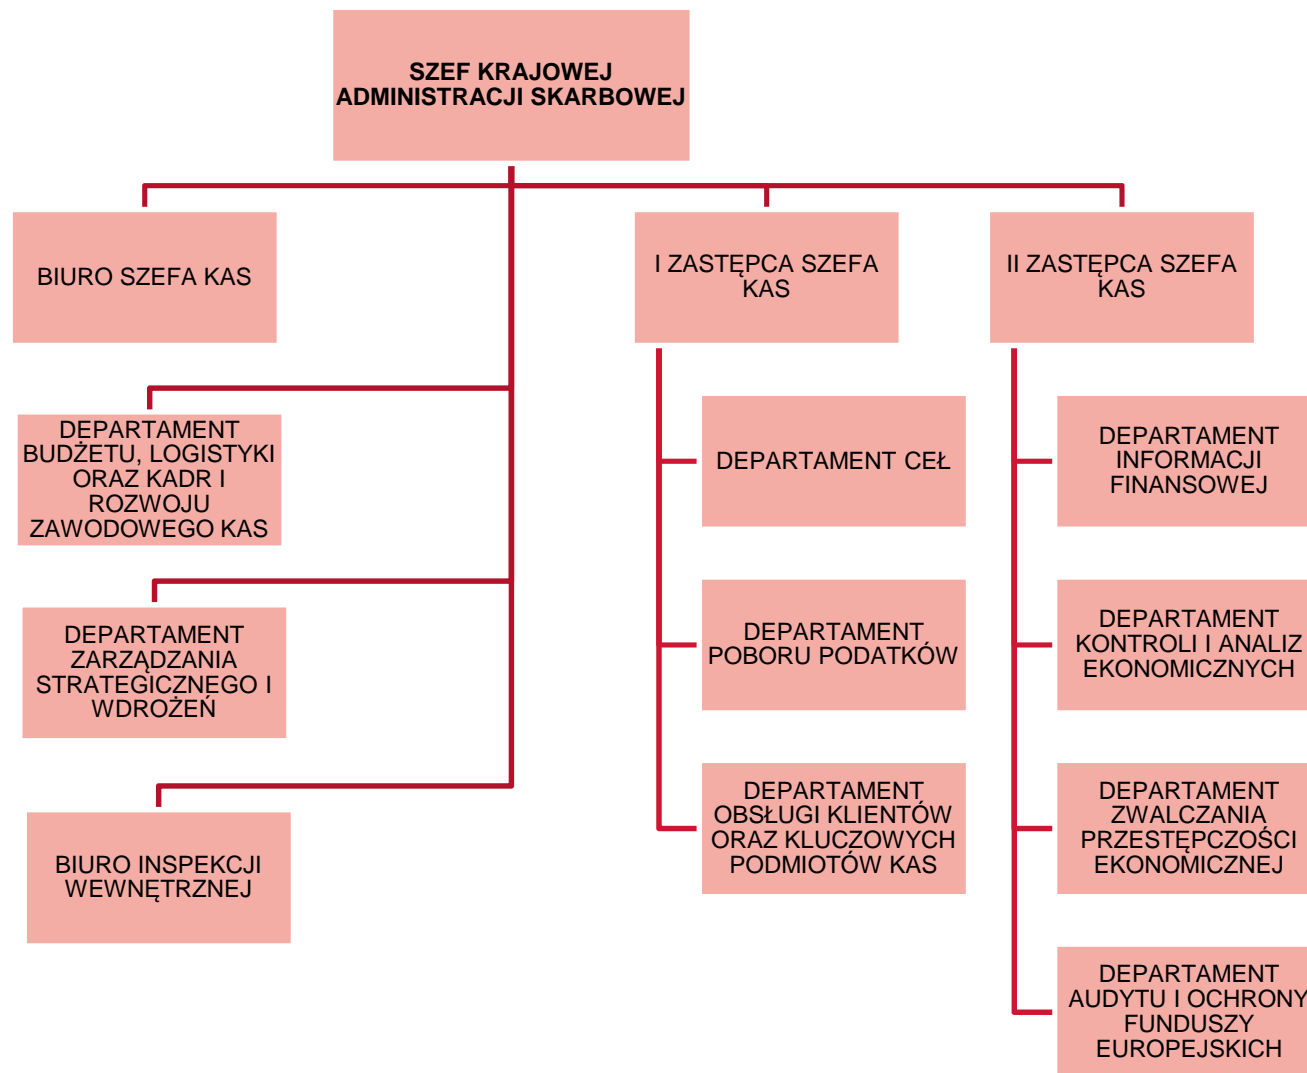 SZEF KRAJOWEJ
ADMINISTRACJI SKARBOWEJ
BIURO SZEFA KAS
I ZASTĘPCA SZEFA
KAS
II ZASTĘPCA SZEFA
KAS
DEPARTAMENT
BUDŻETU, LOGISTYKI
ORAZ KADR I
ROZWOJU
ZAWODOWEGO KAS
DEPARTAMENT
ZARZĄDZANIA
STRATEGICZNEGO I
WDROŻEŃ
BIURO INSPEKCJI
WEWNĘTRZNEJ
DEPARTAMENT CEŁ
DEPARTAMENT
POBORU PODATKÓW
DEPARTAMENT
OBSŁUGI KLIENTÓW
ORAZ KLUCZOWYCH
PODMIOTÓW KAS
DEPARTAMENT
INFORMACJI
FINANSOWEJ
DEPARTAMENT
KONTROLI I ANALIZ
EKONOMICZNYCH
DEPARTAMENT
ZWALCZANIA
PRZESTĘPCZOŚCI
EKONOMICZNEJ
DEPARTAMENT
AUDYTU I OCHRONY
FUNDUSZY
EUROPEJSKICH